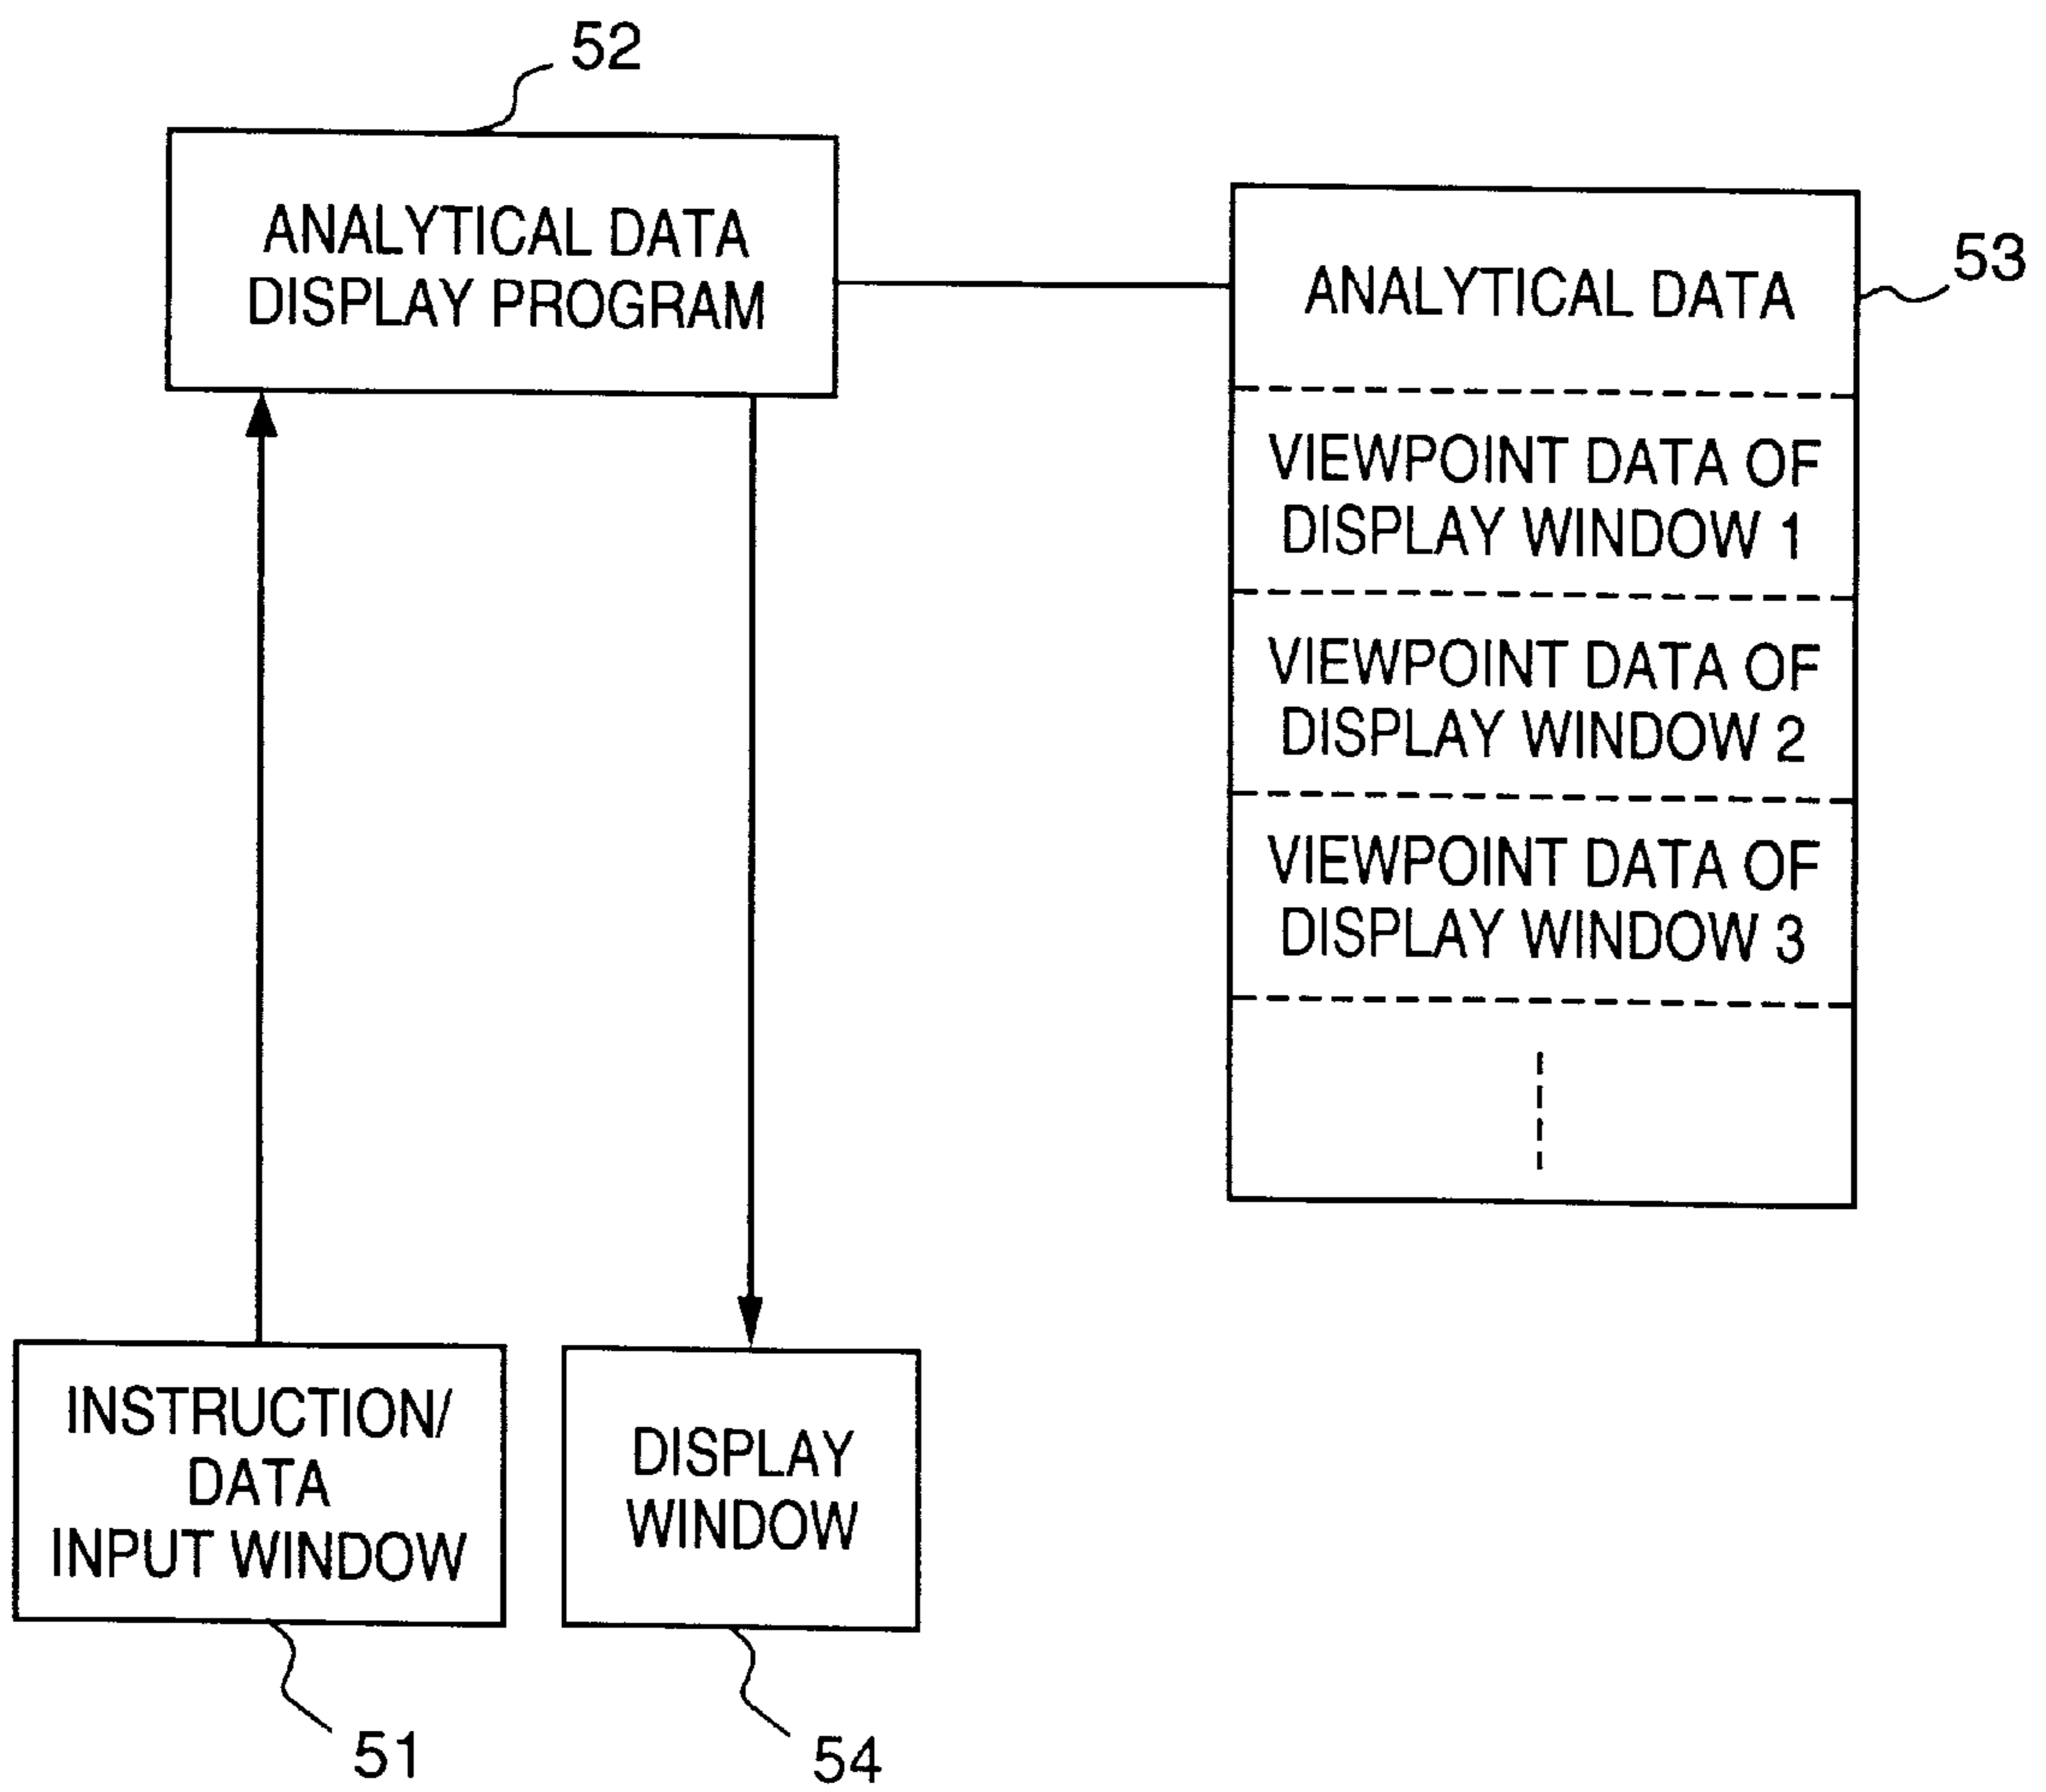 52
ANALYTICAL DATA
DISPLAY PROGRAM
53
ANALYTICAL DATA
VIEWPOINT DATA OF
DISPLAY WINDOW 1
VIEWPOINT DATA OF
DISPLAY WINDOW 2
VIEWPOINT DATA OF
DISPLAY WINDOW 3
INSTRUCTION/
DATA
INPUT WINDOW
DISPLAY
WINDOW
51
54